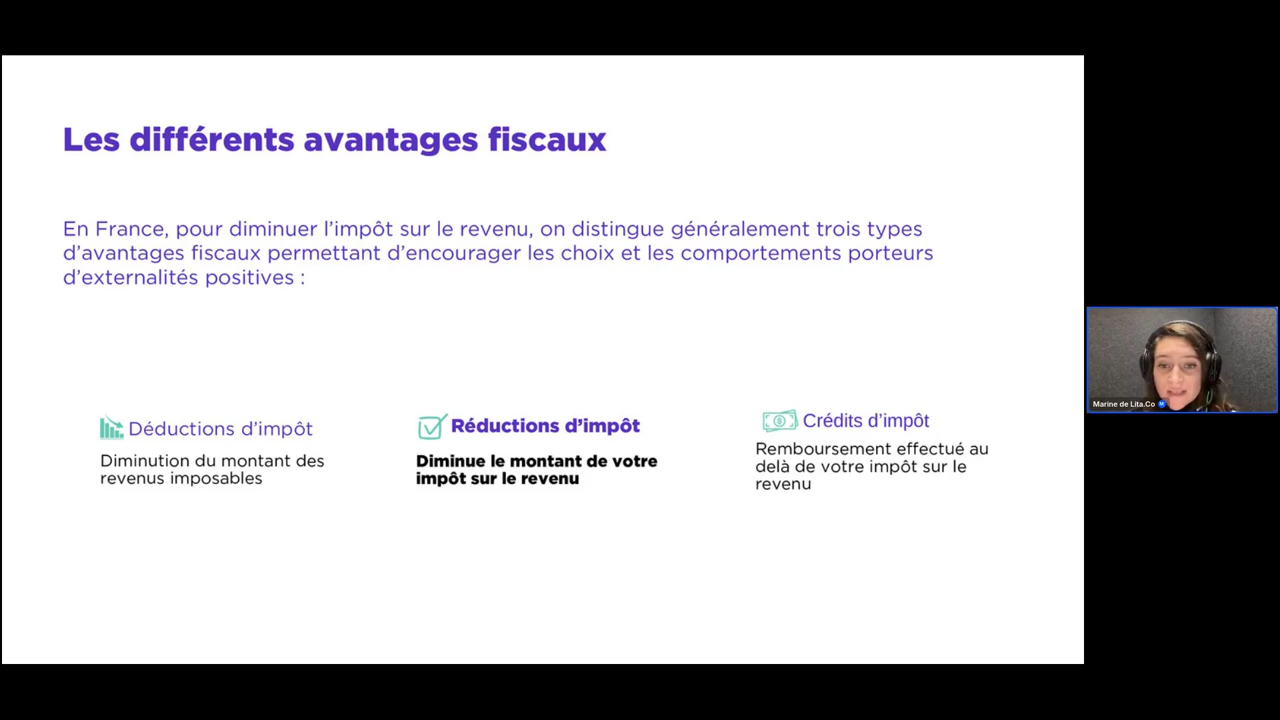 Les différents avantages fiscaux
En France, pour diminuer l'impôt sur le revenu, on distingue généralement trois types
d'avantages fiscaux permettant d'encourager les choix et les comportements porteurs
d'externalités positives :
Déductions d'impôt
Diminution du montant des
revenus imposables
Réductions d'impôt
Diminue le montant de votre
impôt sur le revenu
Crédits d'impôt
Remboursement effectué au
delà de votre impôt sur le
revenu
Marine de Lita.Co